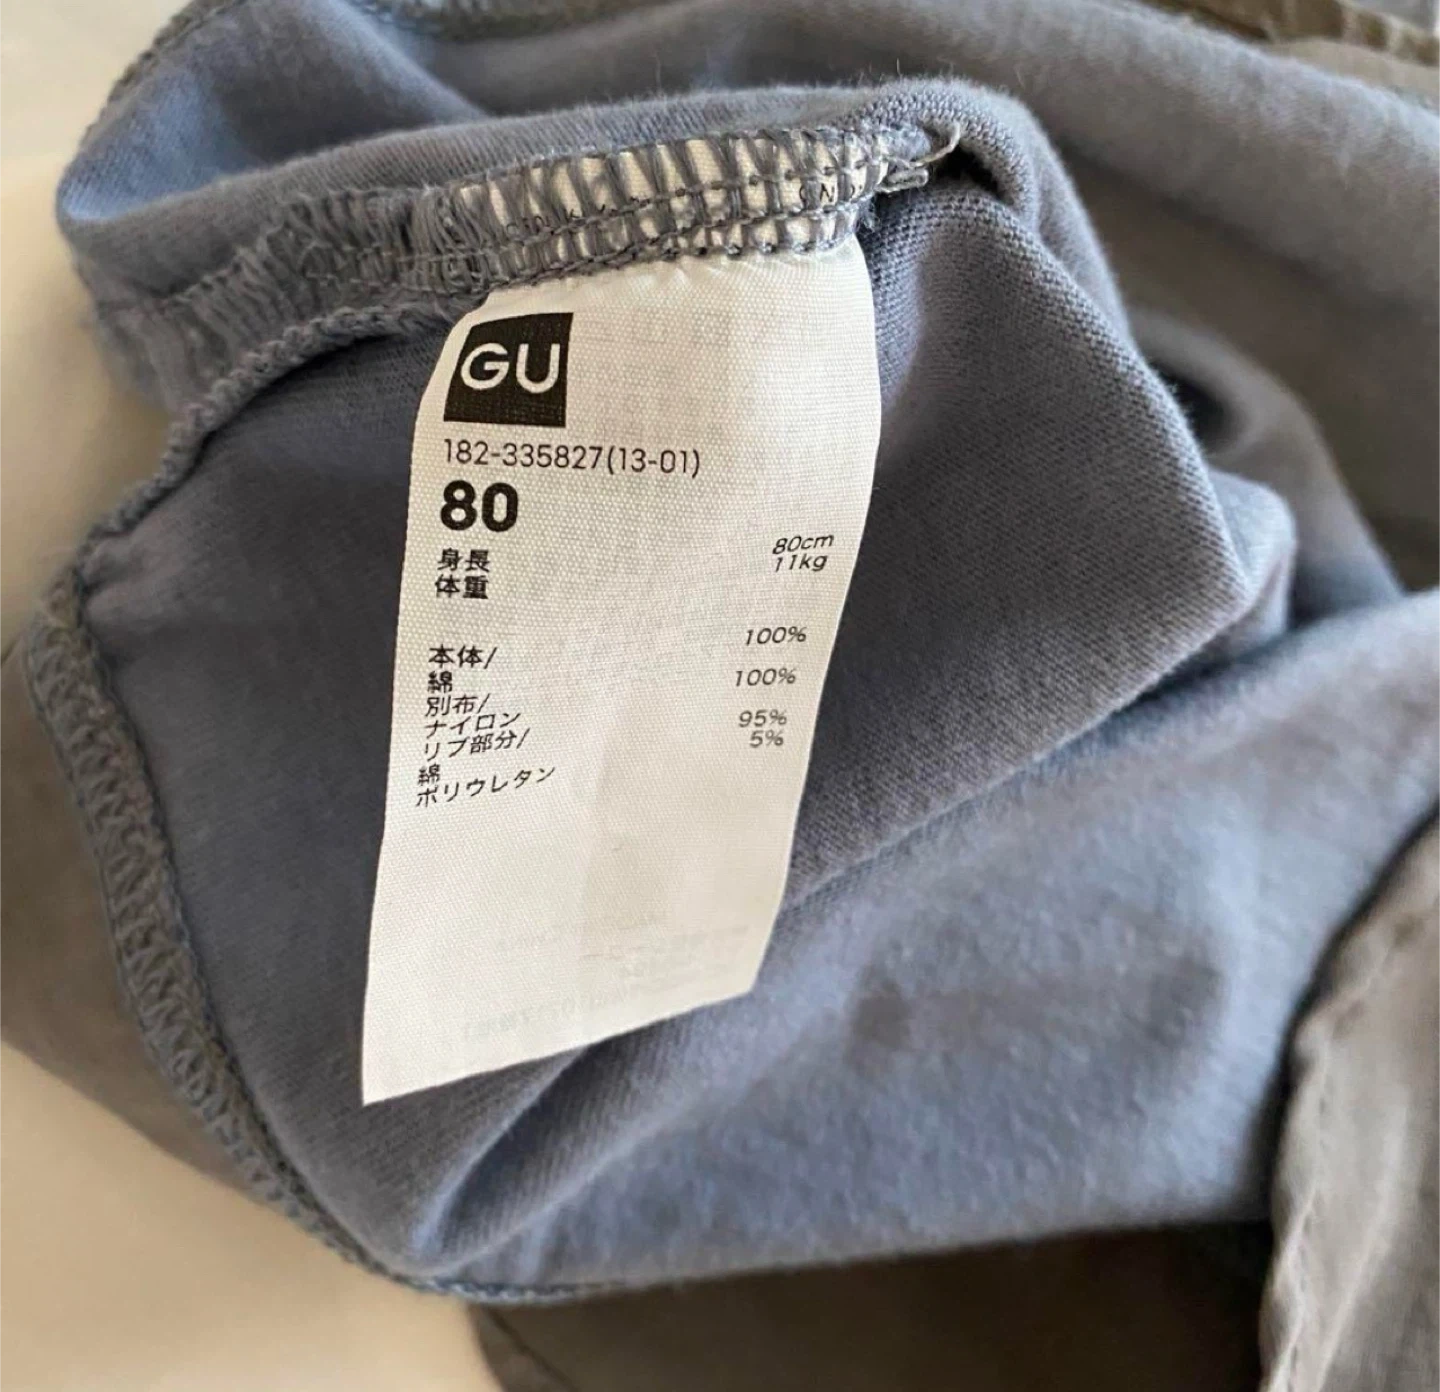 GU
182-335827(13-01)
80
身長 80cm
体重 11kg
本体/
綿 100%
別布/
ナイロン 100%
リブ部分/
綿 95%
ポリウレタン 5%